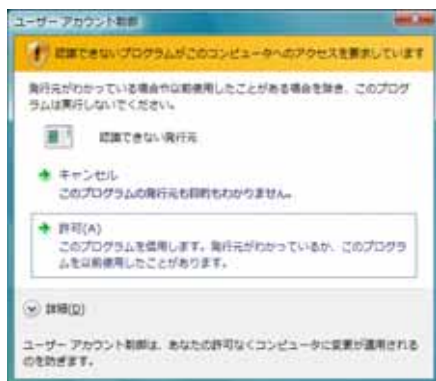 ユーザー アカウント制御
認識できないプログラムがこのコンピュータへのアクセスを要求しています
発行元がわかっている場合や以前使用したことがある場合を除き、このプログ
ラムは実行しないでください。
認識できない発行元
キャンセル
このプログラムの発行元も目的もわかりません。
許可(A)
このプログラムを信用します。発行元がわかっているか、このプログラ
ムを以前使用したことがあります。
詳細(D)
ユーザー アカウント制御は、あなたの許可なくコンピュータに変更が適用される
のを防ぎます。